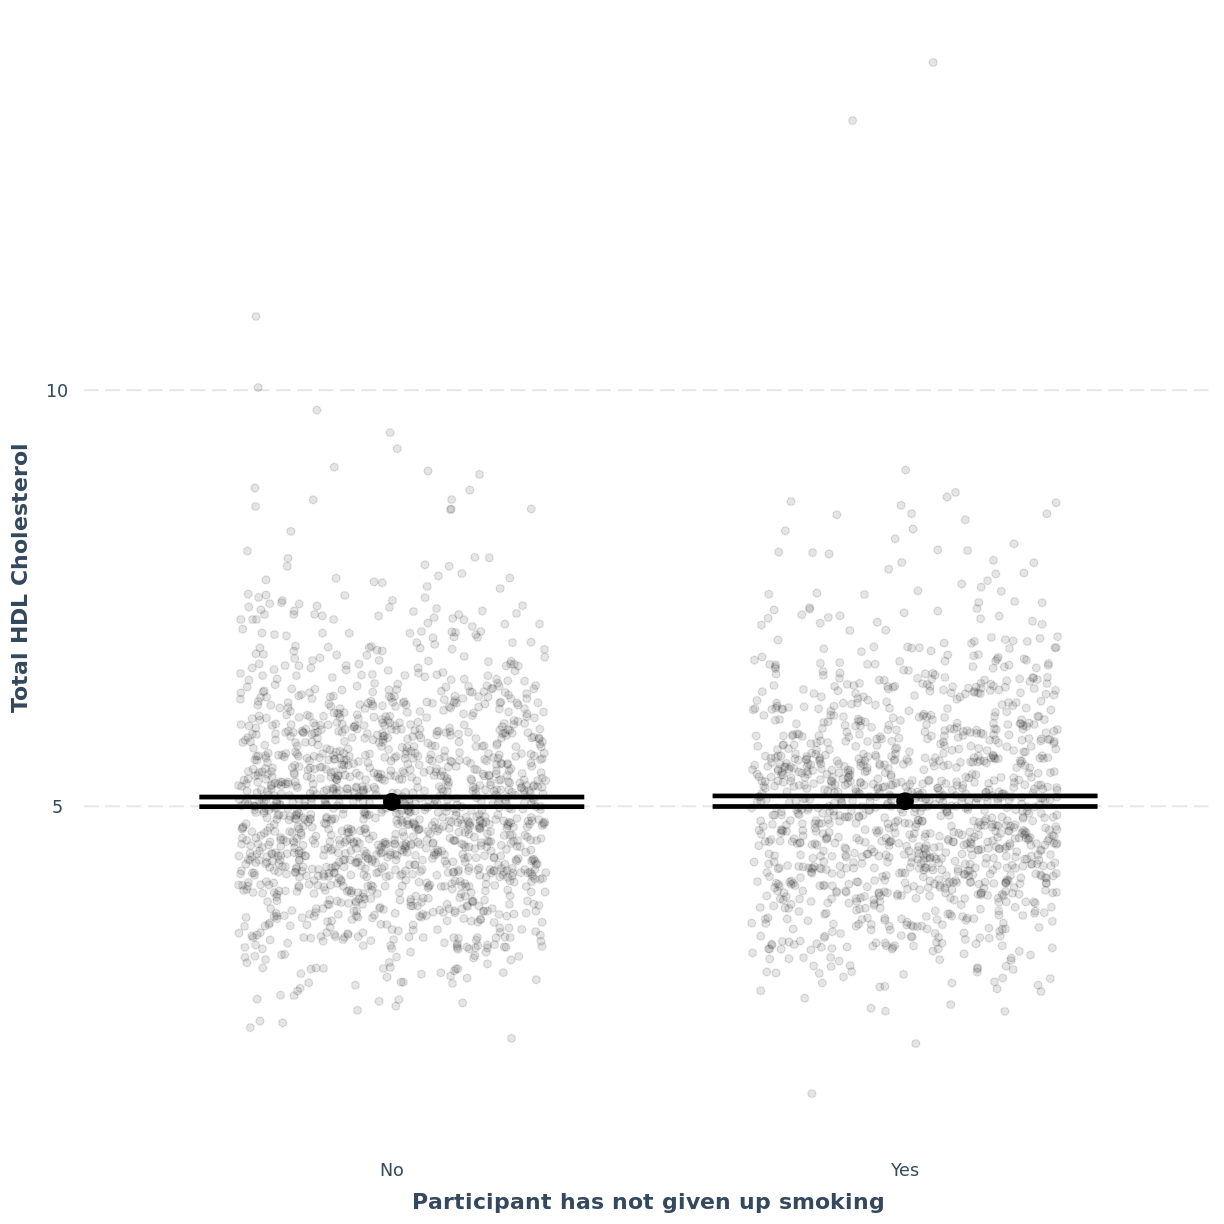 10
5
Total HDL Cholesterol
No
Yes
Participant has not given up smoking